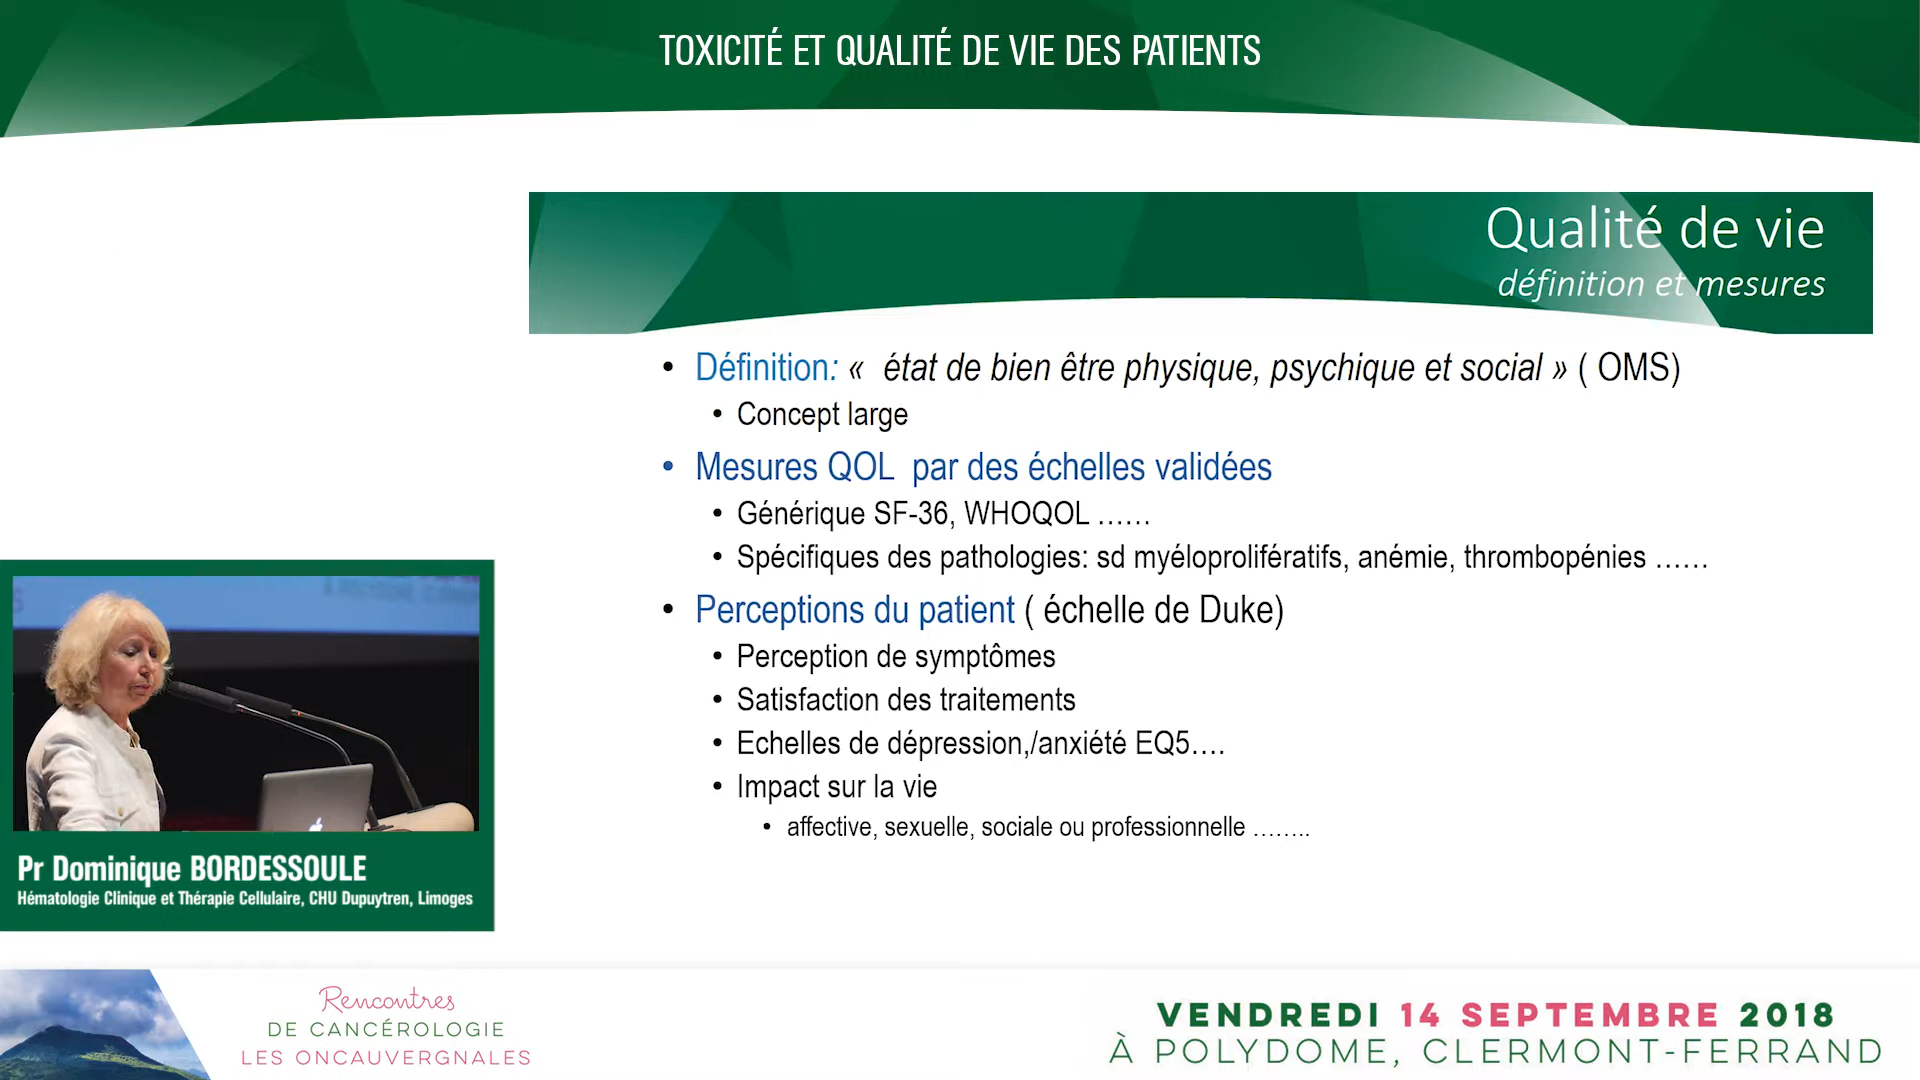 TOXICITÉ ET QUALITÉ DE VIE DES PATIENTS
Qualité de vie
définition et mesures
• Définition: «  état de bien être physique, psychique et social » ( OMS)
• Concept large
• Mesures QOL  par des échelles validées
• Générique SF-36, WHOQOL ……
• Spécifiques des pathologies: sd myéloprolifératifs, anémie, thrombopénies ……
• Perceptions du patient ( échelle de Duke)
• Perception de symptômes
• Satisfaction des traitements
• Echelles de dépression,/anxiété EQ5….
• Impact sur la vie
• affective, sexuelle, sociale ou professionnelle ……..
Pr Dominique BORDESSOULE
Hématologie Clinique et Thérapie Cellulaire, CHU Dupuytren, Limoges
Rencontres
DE CANCÉROLOGIE
LES ONCAUVERGNALES
VENDREDI 14 SEPTEMBRE 2018
À POLYDOME, CLERMONT-FERRAND